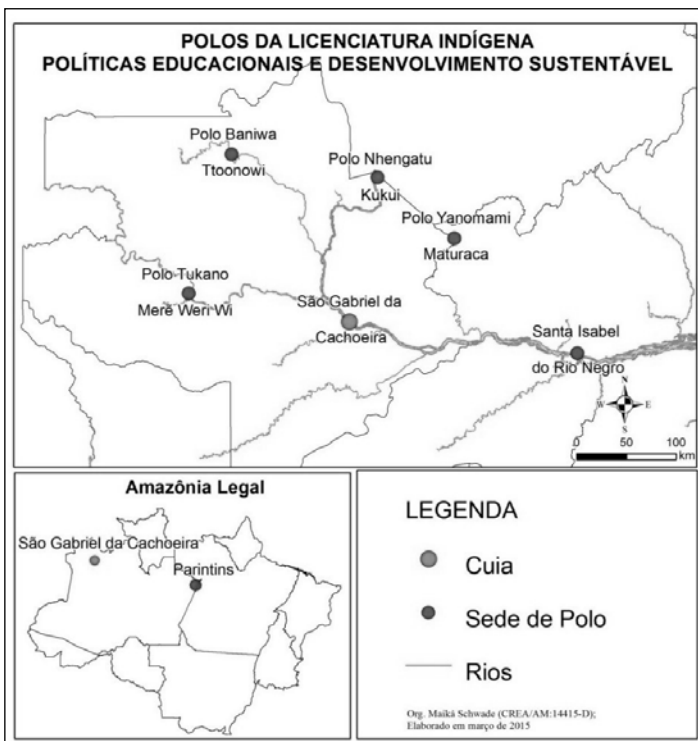 POLOS DA LICENCIATURA INDÍGENA
POLÍTICAS EDUCACIONAIS E DESENVOLVIMENTO SUSTENTÁVEL
Polo Baniwa
Ttoonowi
Polo Nhengatu
Kukui
Polo Yanomami
Maturaca
Polo Tukano
Mere Weri Wi
São Gabriel da
Cachoeira
Santa Isabel
do Rio Negro
N
W E
S
0 50 100
km
Amazônia Legal
São Gabriel da Cachoeira
Parintins
LEGENDA
Cuia
Sede de Polo
Rios
Org. Maiká Schwade (CREA/AM:14415-D);
Elaborado em março de 2015